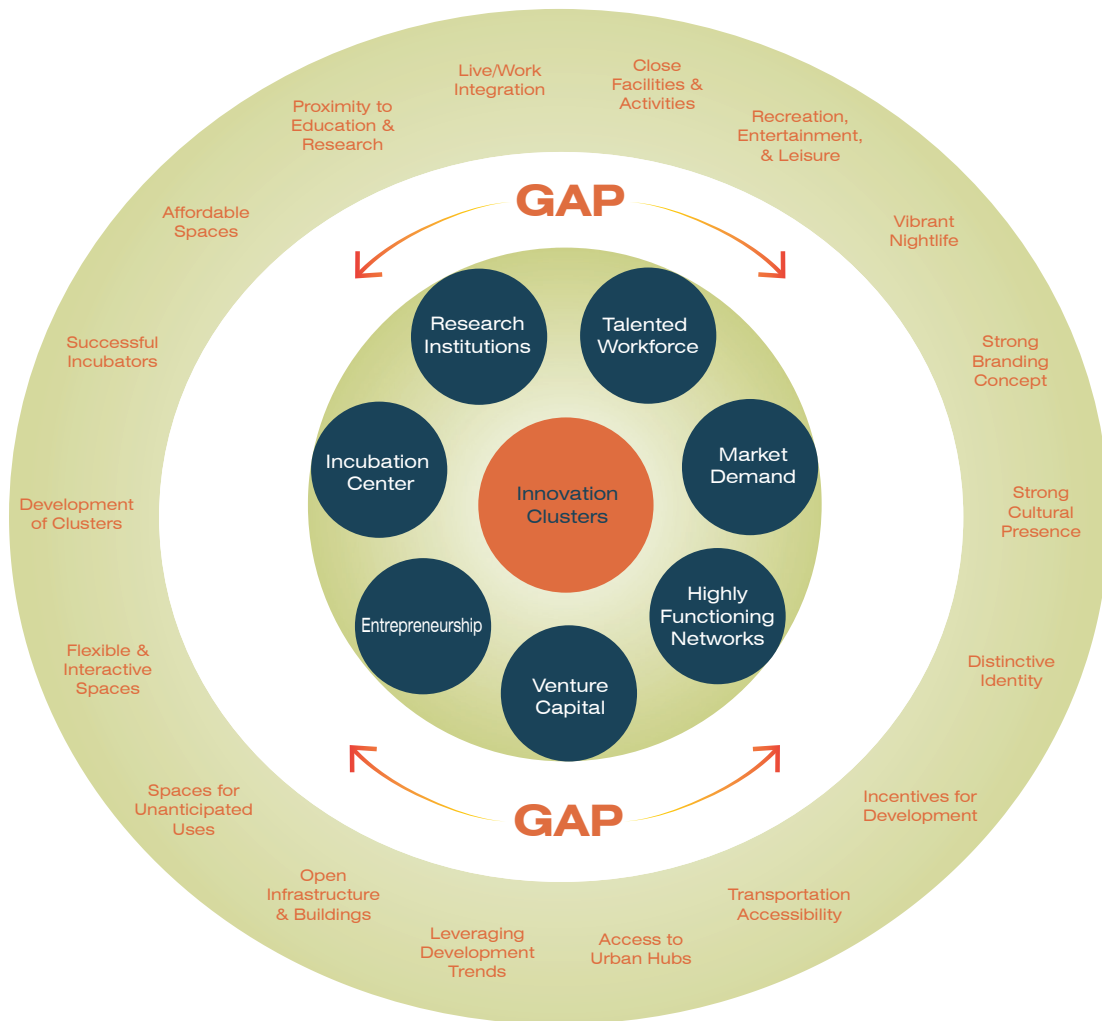 Live/Work
Integration
Close
Facilities &
Activities
Proximity to
Education &
Research
Recreation,
Entertainment,
& Leisure
Affordable
Spaces
Vibrant
Nightlife
Successful
Incubators
Strong
Branding
Concept
Development
of Clusters
Strong
Cultural
Presence
Flexible &
Interactive
Spaces
Distinctive
Identity
Spaces for
Unanticipated
Uses
Incentives for
Development
Open
Infrastructure
& Buildings
Transportation
Accessibility
Leveraging
Development
Trends
Access to
Urban Hubs
GAP
Research
Institutions
Talented
Workforce
Incubation
Center
Market
Demand
Innovation
Clusters
Entrepreneurship
Highly
Functioning
Networks
Venture
Capital
GAP